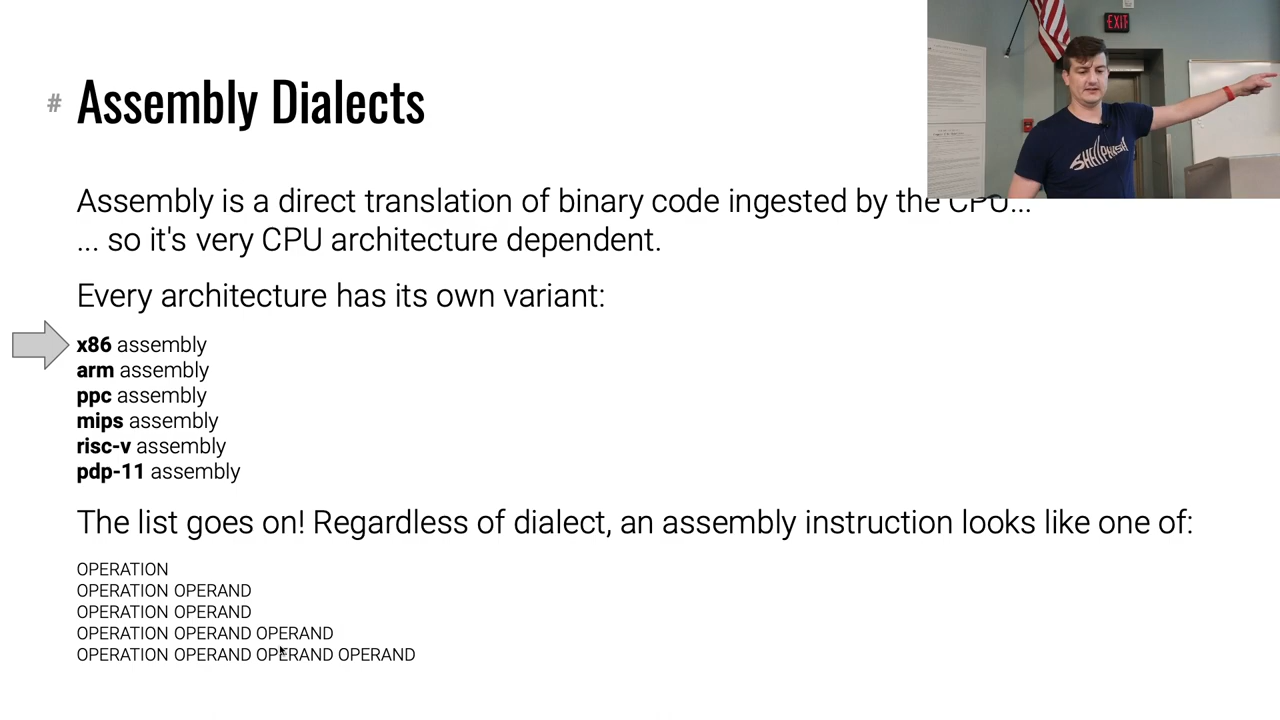 # Assembly Dialects
EXIT
SHELLPHISH
Assembly is a direct translation of binary code ingested by the CPU...
... so it's very CPU architecture dependent.
Every architecture has its own variant:
x86 assembly
arm assembly
ppc assembly
mips assembly
risc-v assembly
pdp-11 assembly
The list goes on! Regardless of dialect, an assembly instruction looks like one of:
OPERATION
OPERATION OPERAND
OPERATION OPERAND
OPERATION OPERAND OPERAND
OPERATION OPERAND OPERAND OPERAND